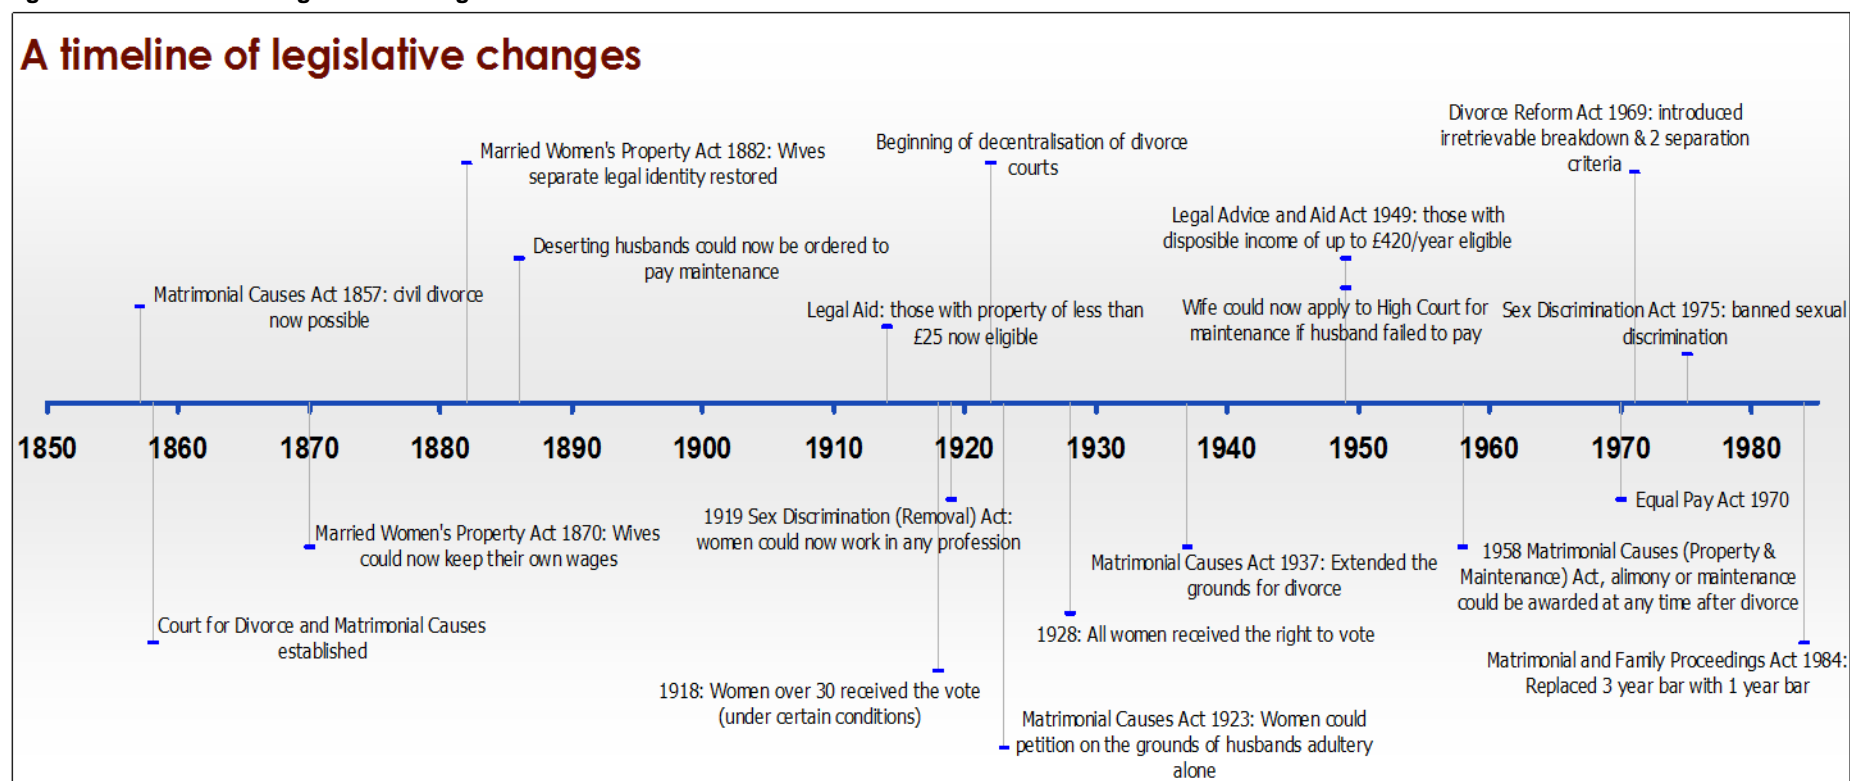 A timeline of legislative changes
Divorce Reform Act 1969: introduced
irretrievable breakdown & 2 separation
criteria
Beginning of decentralisation of divorce
courts
Married Women's Property Act 1882: Wives
separate legal identity restored
Legal Advice and Aid Act 1949: those with
disposible income of up to £420/year eligible
Deserting husbands could now be ordered to
pay maintenance
Matrimonial Causes Act 1857: civil divorce
now possible
Legal Aid: those with property of less than
£25 now eligible
Wife could now apply to High Court for
maintenance if husband failed to pay
Sex Discrimination Act 1975: banned sexual
discrimination
1850 1860 1870 1880 1890 1900 1910 1920 1930 1940 1950 1960 1970 1980
Equal Pay Act 1970
1919 Sex Discrimination (Removal) Act:
women could now work in any profession
Married Women's Property Act 1870: Wives
could now keep their own wages
Matrimonial Causes Act 1937: Extended the
grounds for divorce
1958 Matrimonial Causes (Property &
Maintenance) Act, alimony or maintenance
could be awarded at any time after divorce
Court for Divorce and Matrimonial Causes
established
1928: All women received the right to vote
Matrimonial and Family Proceedings Act 1984:
Replaced 3 year bar with 1 year bar
1918: Women over 30 received the vote
(under certain conditions)
Matrimonial Causes Act 1923: Women could
petition on the grounds of husbands adultery
alone